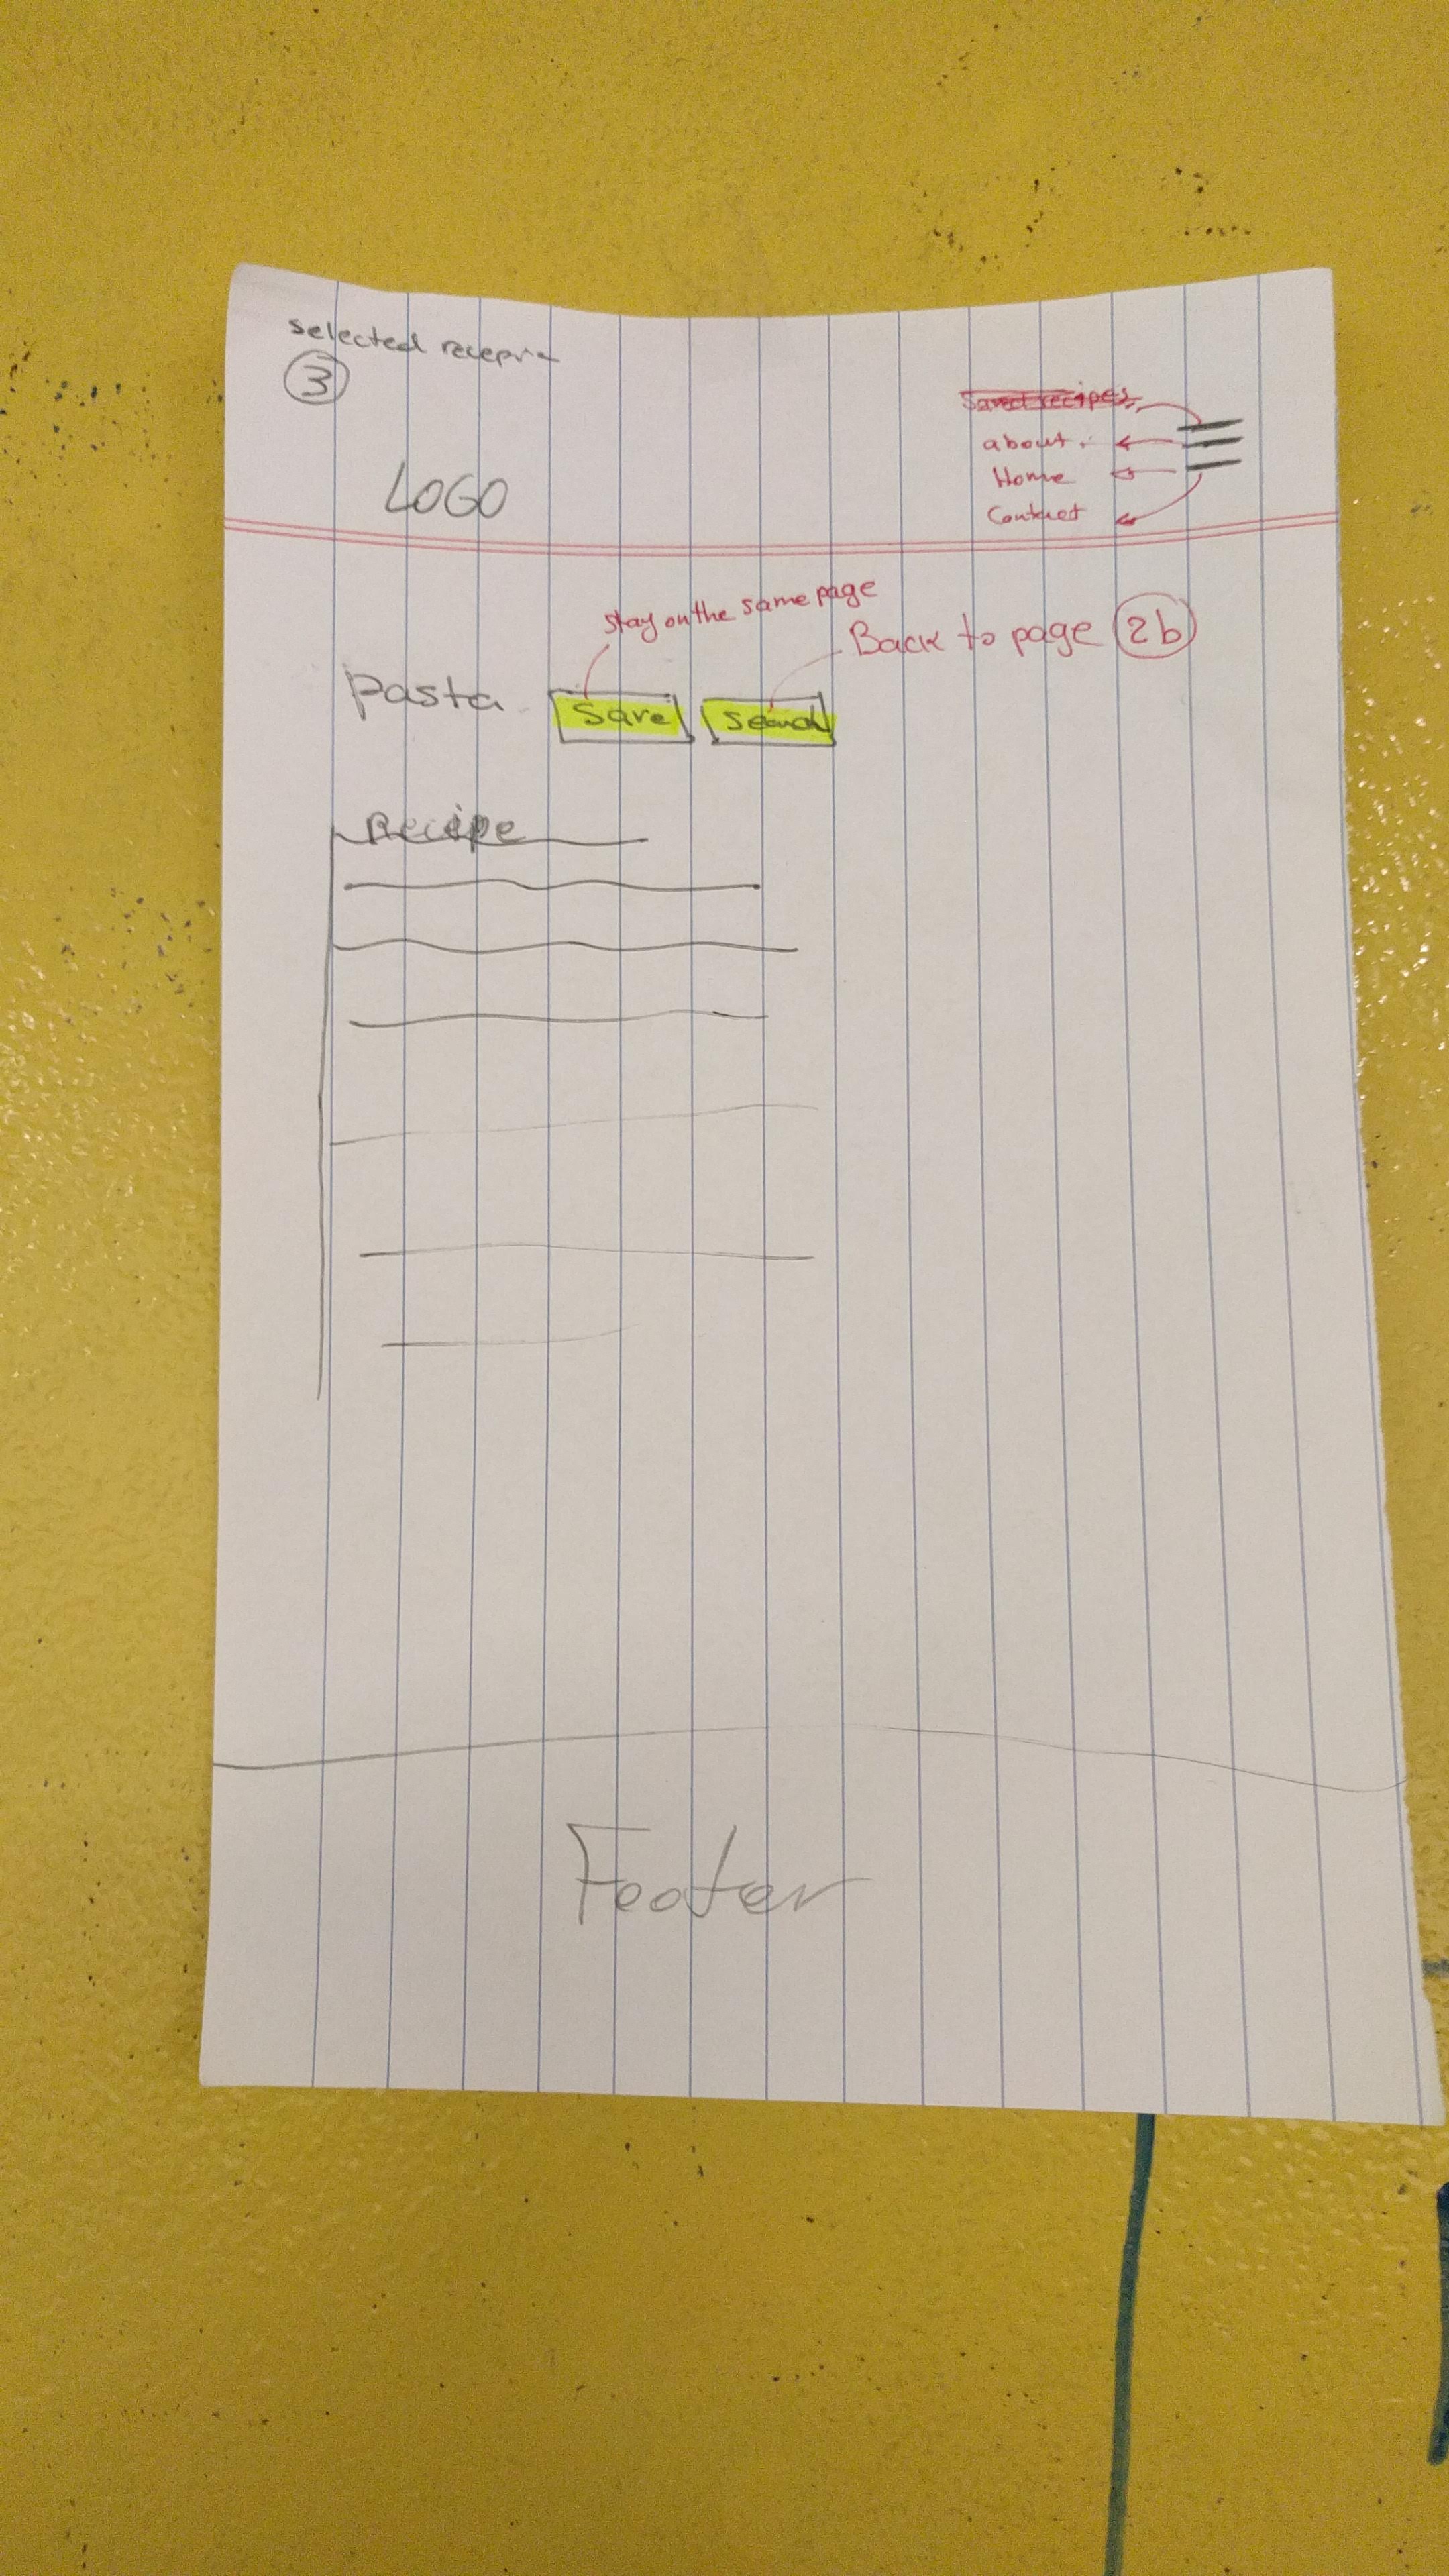 selected
3
Saved recipes
about.
Home
Contact
LOGO
stay on the same page
Back to page 2b
Pasta
Save
Search
Recipe
Footer